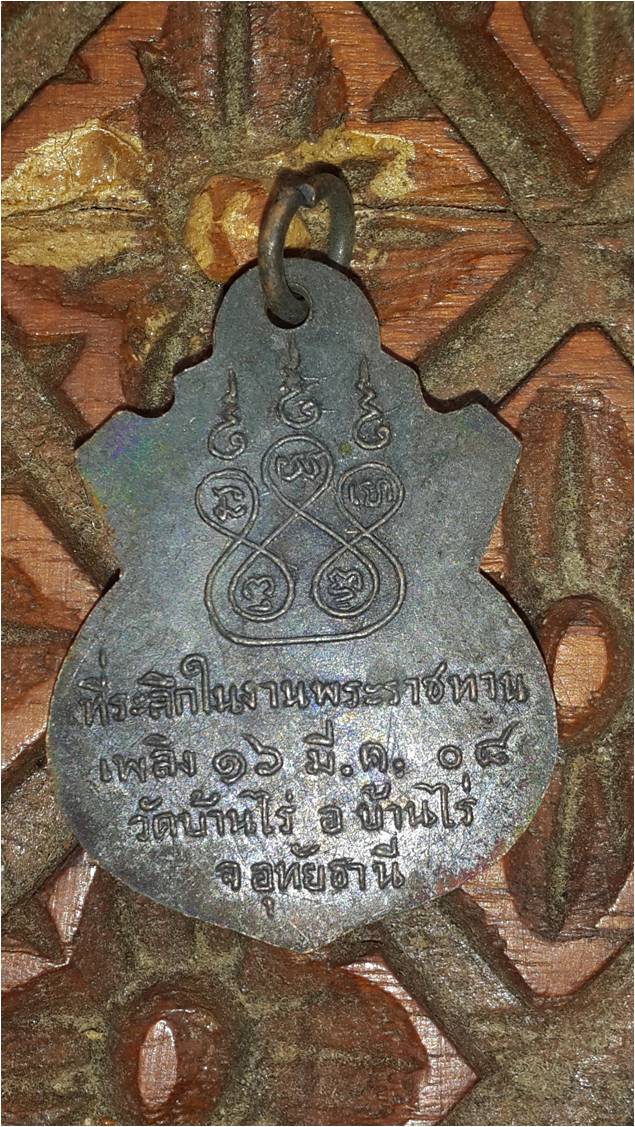 ที่ระลึกในงานพระราชทาน
เพลิง ๑๖ มี.ค. ๐๘
วัดบ้านไร่ อ บ้านไร่
จ อุทัยธานี